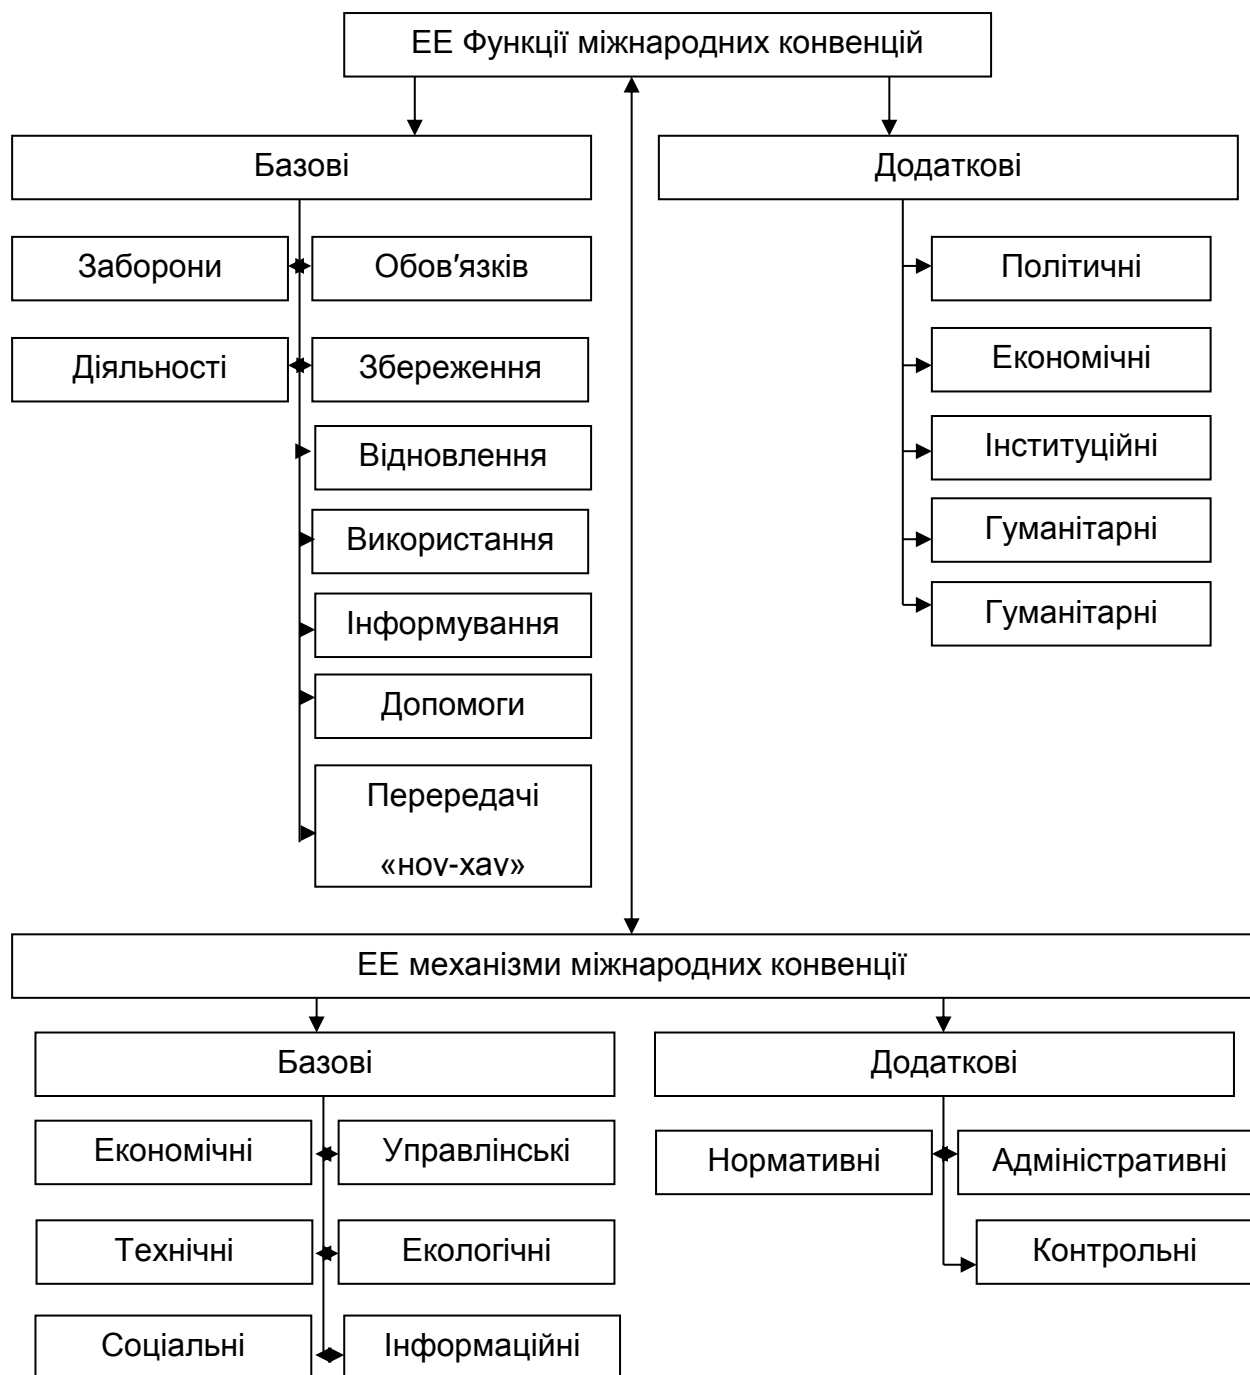 ЕЕ Функції міжнародних конвенцій
Базові
Додаткові
Заборони
Обов'язків
Політичні
Діяльності
Збереження
Економічні
Відновлення
Інституційні
Використання
Гуманітарні
Інформування
Гуманітарні
Допомоги
Перередачі
«ноу-хау»
ЕЕ механізми міжнародних конвенції
Базові
Додаткові
Економічні
Управлінські
Нормативні
Адміністративні
Технічні
Екологічні
Контрольні
Соціальні
Інформаційні